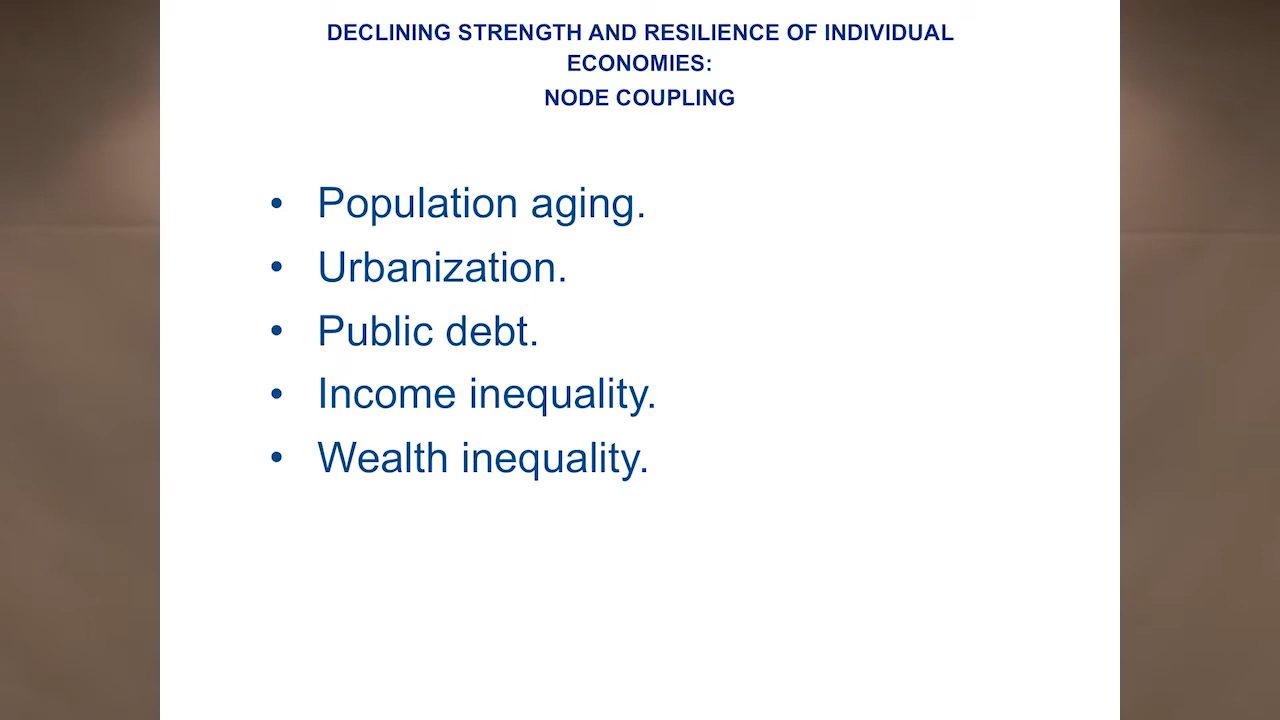 DECLINING STRENGTH AND RESILIENCE OF INDIVIDUAL
ECONOMIES:
NODE COUPLING
• Population aging.
• Urbanization.
• Public debt.
• Income inequality.
• Wealth inequality.